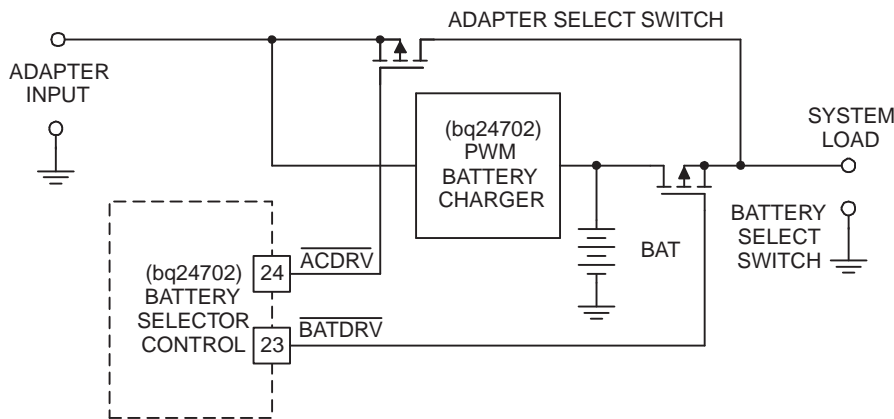 ADAPTER SELECT SWITCH
ADAPTER
INPUT
(bq24702)
PWM
BATTERY
CHARGER
SYSTEM
LOAD
BAT
BATTERY
SELECT
SWITCH
(bq24702)
BATTERY
SELECTOR
CONTROL
24
ACDRV
23
BATDRV